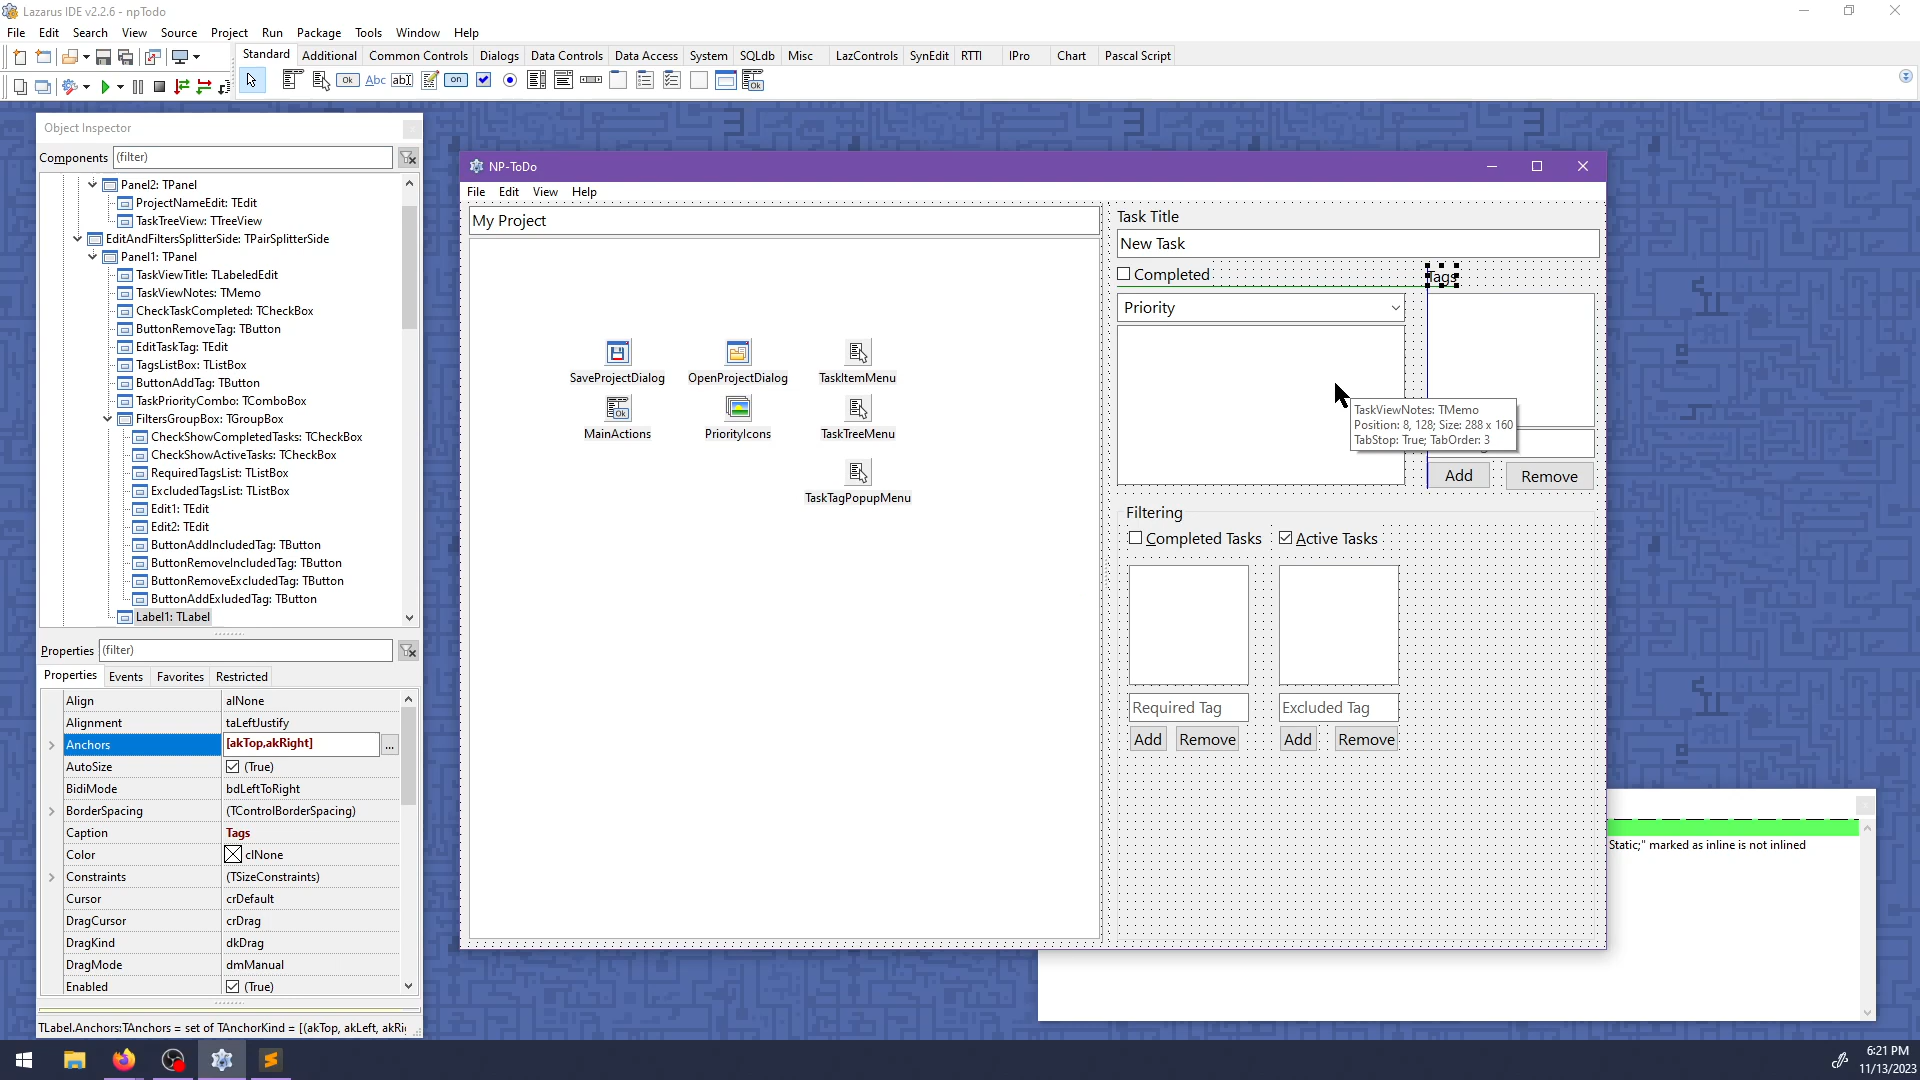 Lazarus IDE v2.2.6 - npTodo
File Edit Search View Source Project Run Package Tools Window Help
Standard Additional Common Controls Dialogs Data Controls Data Access System SQLdb Misc LazControls SynEdit RTTI IPro Chart Pascal Script
Ok Abc abI on Ok
Object Inspector
Components (filter)
Panel2: TPanel
ProjectNameEdit: TEdit
TaskTreeView: TTreeView
EditAndFiltersSplitterSide: TPairSplitterSide
Panel1: TPanel
TaskViewTitle: TLabeledEdit
TaskViewNotes: TMemo
CheckTaskCompleted: TCheckBox
ButtonRemoveTag: TButton
EditTaskTag: TEdit
TagsListBox: TListBox
ButtonAddTag: TButton
TaskPriorityCombo: TComboBox
FiltersGroupBox: TGroupBox
CheckShowCompletedTasks: TCheckBox
CheckShowActiveTasks: TCheckBox
RequiredTagsList: TListBox
ExcludedTagsList: TListBox
Edit1: TEdit
Edit2: TEdit
ButtonAddIncludedTag: TButton
ButtonRemoveIncludedTag: TButton
ButtonRemoveExcludedTag: TButton
ButtonAddExludedTag: TButton
Label1: TLabel
Properties (filter)
Properties Events Favorites Restricted
Align alNone
Alignment taLeftJustify
Anchors [akTop,akRight] ...
AutoSize (True)
BidiMode bdLeftToRight
BorderSpacing (TControlBorderSpacing)
Caption Tags
Color clNone
Constraints (TSizeConstraints)
Cursor crDefault
DragCursor crDrag
DragKind dkDrag
DragMode dmManual
Enabled (True)
TLabel.Anchors:TAnchors = set of TAnchorKind = [(akTop, akLeft, akRi
NP-ToDo
File Edit View Help
My Project
SaveProjectDialog OpenProjectDialog TaskItemMenu
Ok
MainActions PriorityIcons TaskTreeMenu
TaskTagPopupMenu
Task Title
New Task
Completed Tags
Priority
TaskViewNotes: TMemo
Position: 8, 128; Size: 288 x 160
TabStop: True; TabOrder: 3
Add Remove
Filtering
Completed Tasks Active Tasks
Required Tag Excluded Tag
Add Remove Add Remove
Static;" marked as inline is not inlined
6:21 PM
11/13/2023